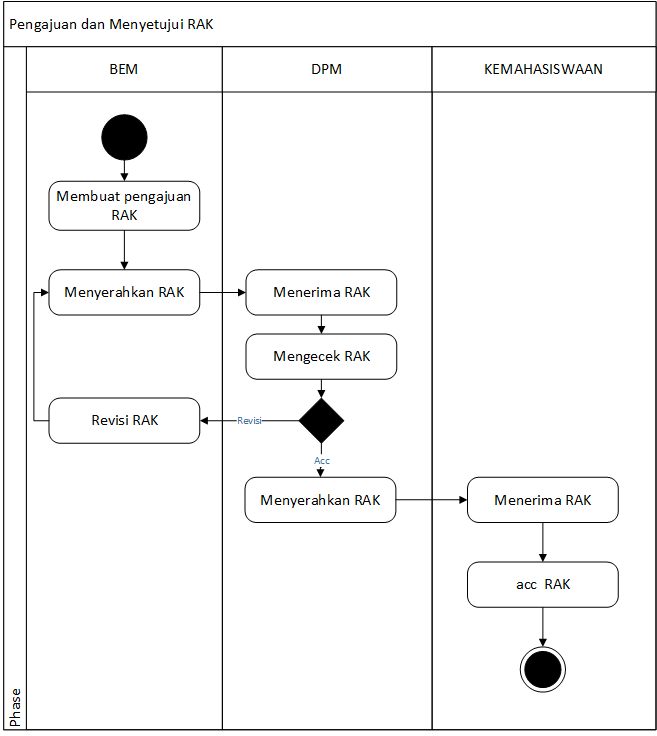 Pengajuan dan Menyetujui RAK
BEM
DPM
KEMAHASISWAAN
Membuat pengajuan
RAK
Menyerahkan RAK
Menerima RAK
Mengecek RAK
Revisi RAK
Revisi
Acc
Menyerahkan RAK
Menerima RAK
acc RAK
Phase